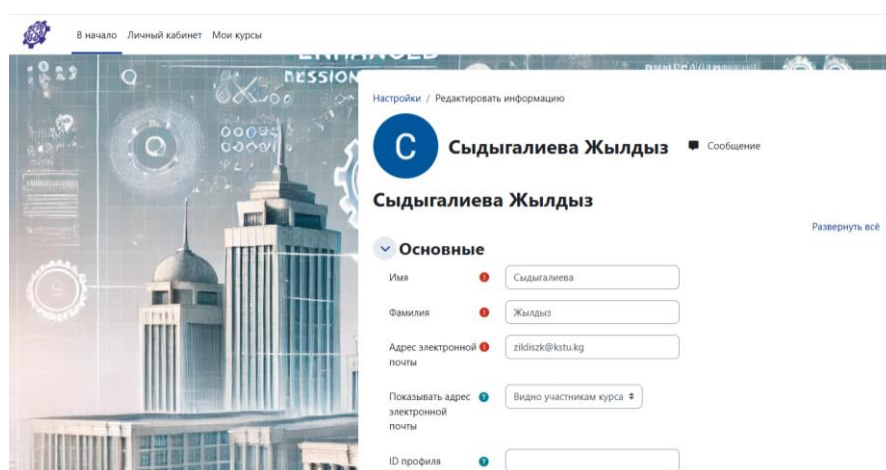 В начало Личный кабинет Мои курсы
Настройки / Редактировать информацию
С
Сыдыгалиева Жылдыз
Сообщение
Сыдыгалиева Жылдыз
Развернуть всё
Основные
Имя
Сыдыгалиева
Фамилия
Жылдыз
Адрес электронной
почты
zildiszk@kstu.kg
Показывать адрес
электронной
почты
Видно участникам курса
ID профиля